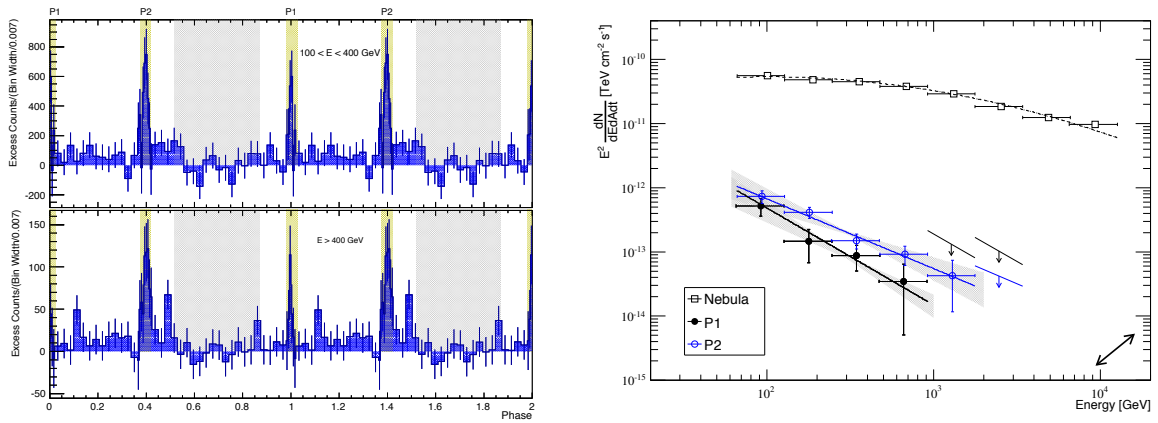 P1 P2 P1 P2
Excess Counts/(Bin Width/0.007)
800
600
400
200
0
-200
100 < E < 400 GeV
Excess Counts/(Bin Width/0.007)
150
100
50
0
-50
E > 400 GeV
0 0.2 0.4 0.6 0.8 1 1.2 1.4 1.6 1.8 2
Phase
E² dN/dEdAdt [TeV cm⁻² s⁻¹]
10⁻¹⁰
10⁻¹¹
10⁻¹²
10⁻¹³
10⁻¹⁴
10⁻¹⁵
Nebula
P1
P2
10² 10³ 10⁴
Energy [GeV]